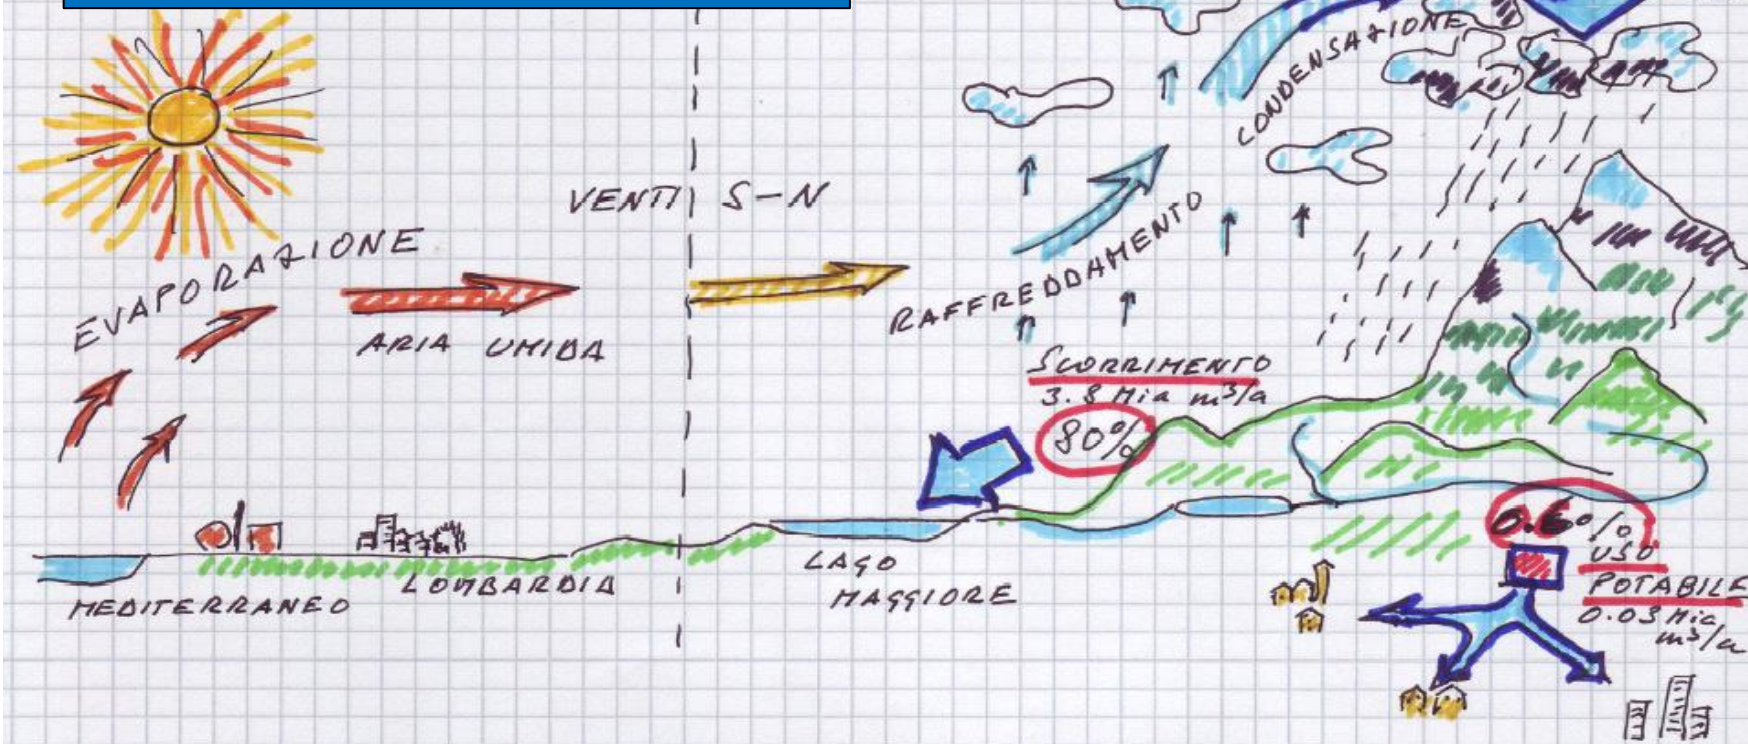 CONDENSAZIONE
VENTI S-N
EVAPORAZIONE
RAFFREDDAMENTO
ARIA UMIDA
SCORRIMENTO
3.8 Mia m³/a
80%
0.6%
USO
POTABILE
0.03 Mia
m³/a
LAGO
MAGGIORE
LOMBARDIA
MEDITERRANEO